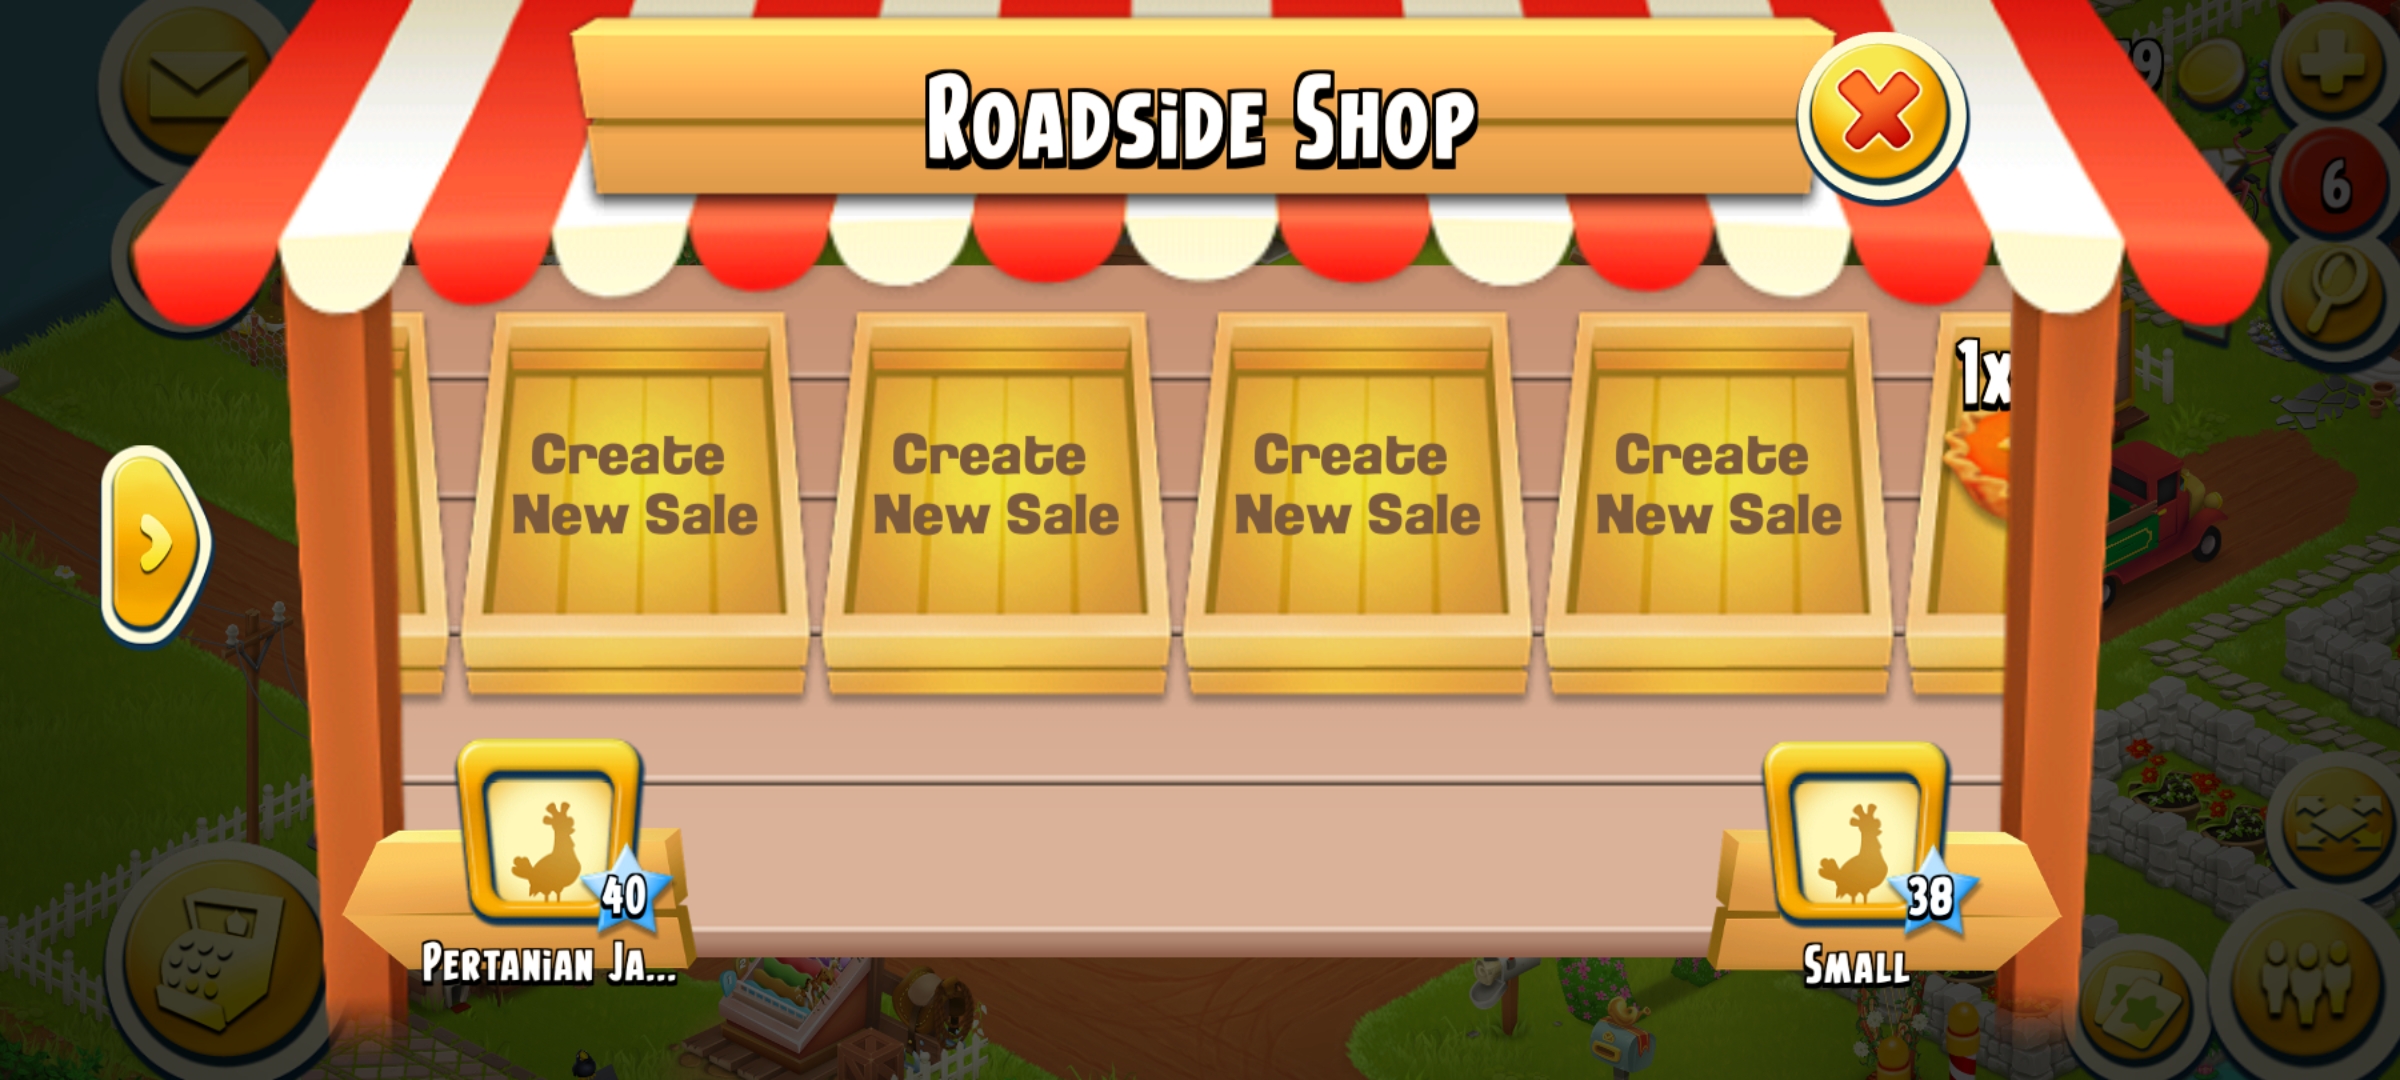 Roadside Shop
9
6
1x
Create
New Sale
Create
New Sale
Create
New Sale
Create
New Sale
40
Pertanian Ja...
38
Small